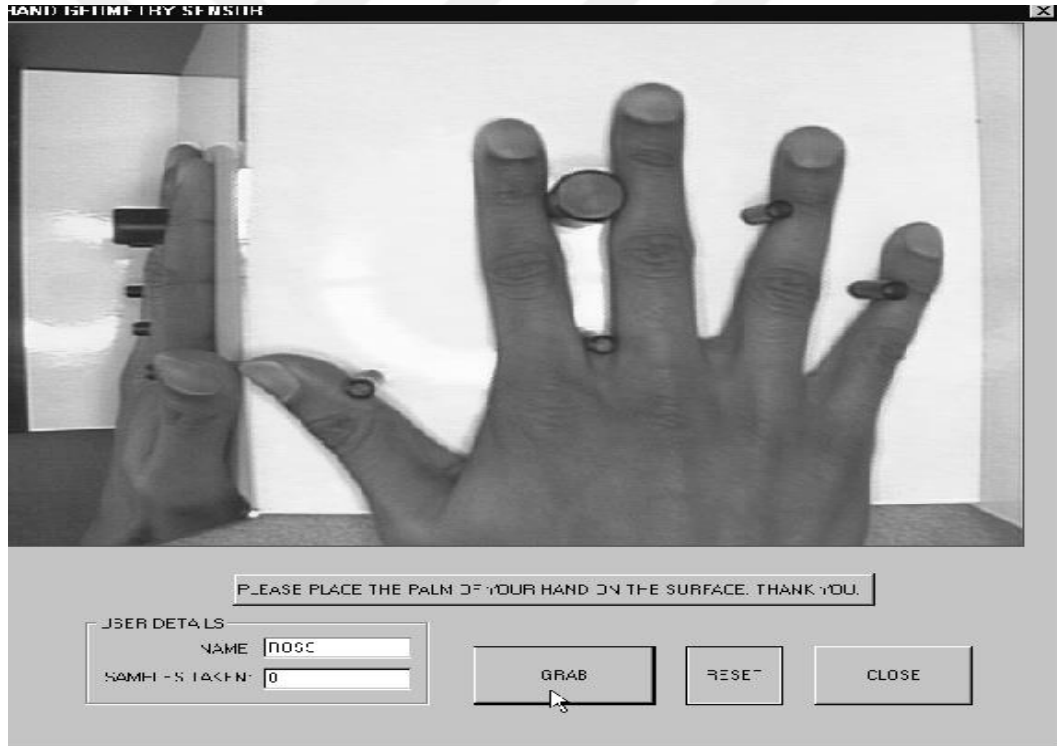 HAND GEOMETRY SENSOR
PLEASE PLACE THE PALM OF YOUR HAND ON THE SURFACE. THANK YOU.
USER DETAILS
NAME
SAMPLES TAKEN: 0
GRAB
RESET
CLOSE